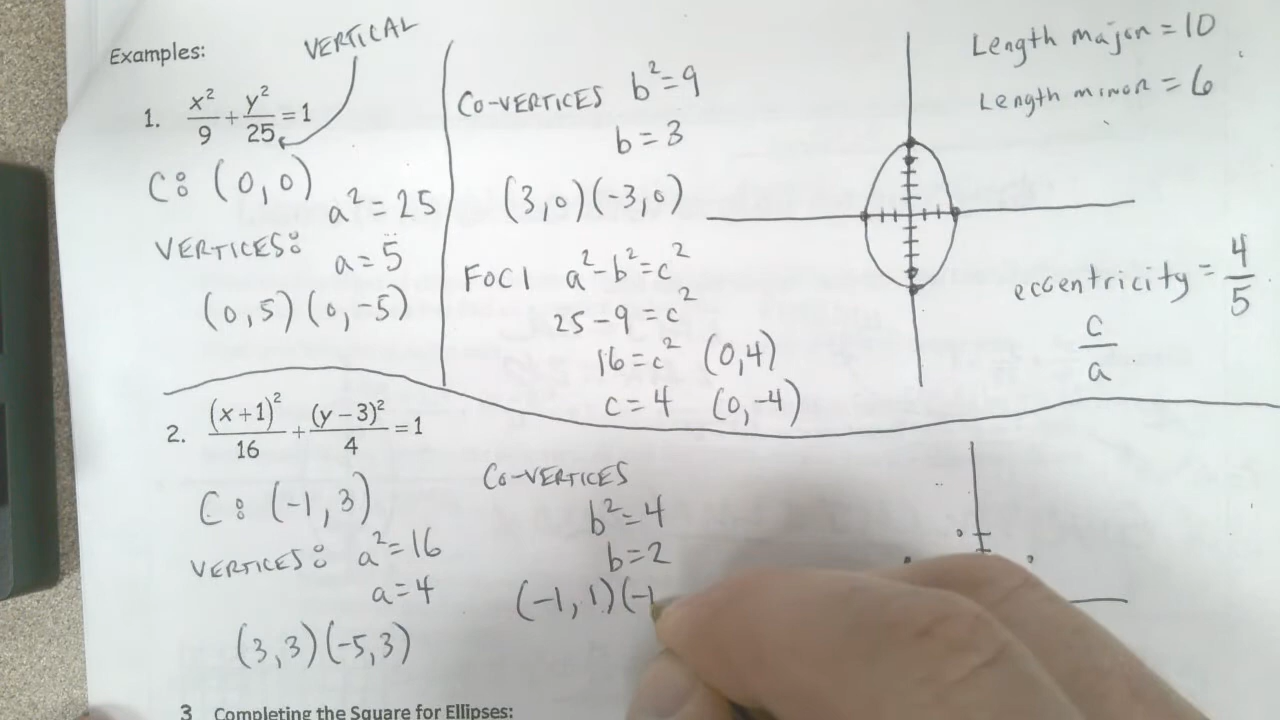 Examples:
VERTICAL
1. x²/9 + y²/25 = 1
C: (0,0)
a² = 25
VERTICES:
a = 5
(0,5) (0,-5)
CO-VERTICES b² = 9
b = 3
(3,0) (-3,0)
FOCI a² - b² = c²
25 - 9 = c²
16 = c² (0,4)
c = 4 (0,-4)
Length major = 10
Length minor = 6
eccentricity = 4/5
c/a
2. (x+1)²/16 + (y-3)²/4 = 1
C: (-1, 3)
VERTICES: a² = 16
a = 4
(3,3) (-5,3)
CO-VERTICES
b² = 4
b = 2
(-1, 1) (-1
3 Completing the Square for Ellipses: